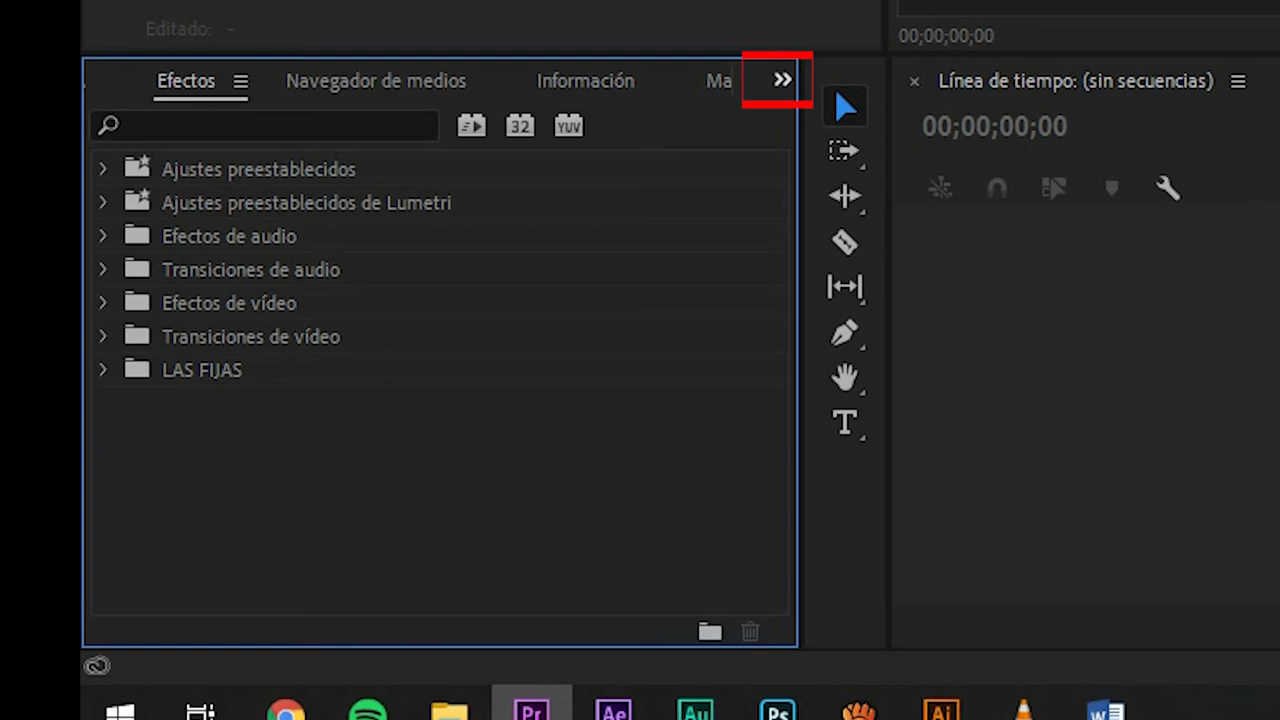 Editado: -
00;00;00;00
Efectos
Navegador de medios
Información
Ma
Línea de tiempo: (sin secuencias)
00;00;00;00
32
YUV
Ajustes preestablecidos
Ajustes preestablecidos de Lumetri
Efectos de audio
Transiciones de audio
Efectos de vídeo
Transiciones de vídeo
LAS FIJAS
T
Pr
Ae
Au
Ps
Ai
W